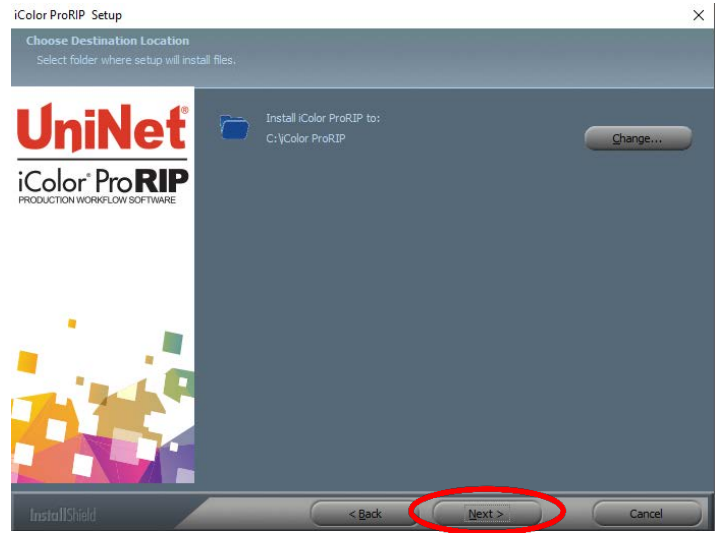 iColor ProRIP Setup
Choose Destination Location
Select folder where setup will install files.
UniNet®
iColor® ProRIP
PRODUCTION WORKFLOW SOFTWARE
Install iColor ProRIP to:
C:\iColor ProRIP
Change...
InstallShield
< Back
Next >
Cancel